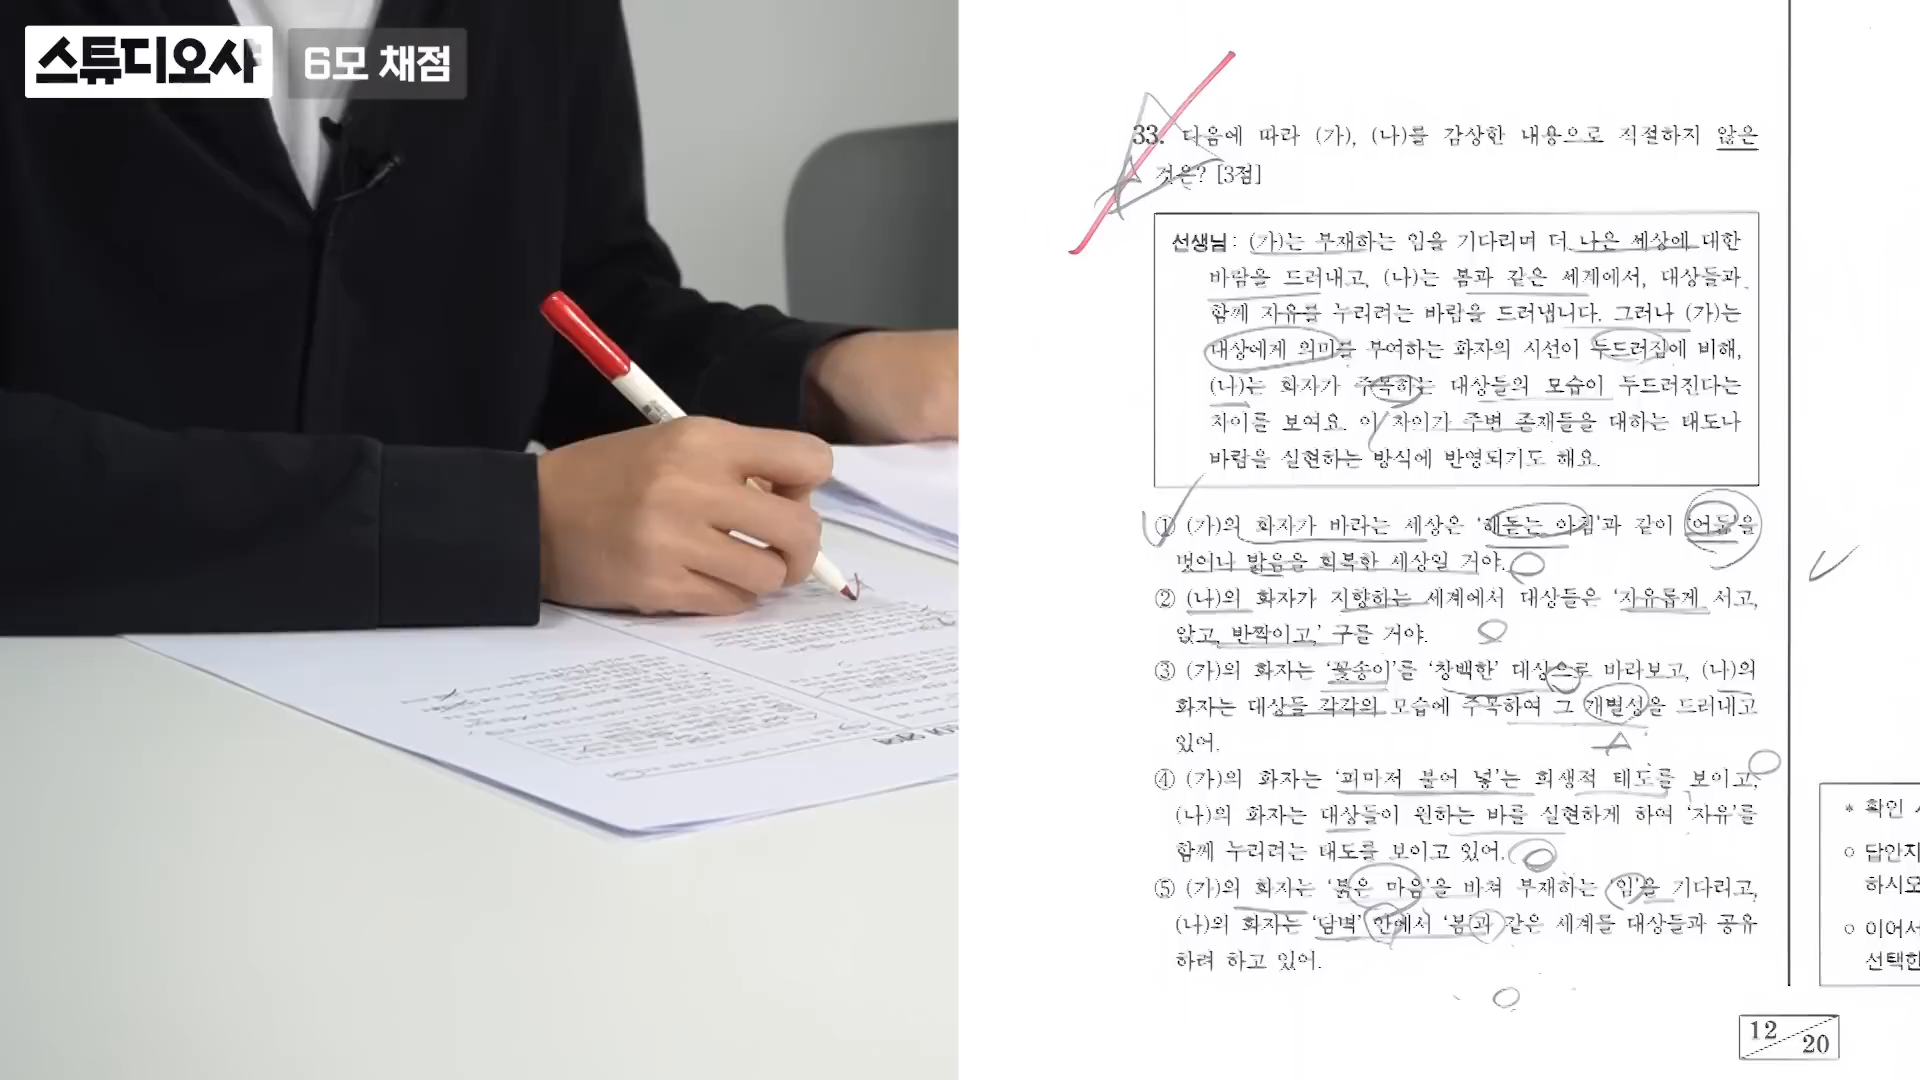 스튜디오사
6모 채점
33. 다음에 따라 (가), (나)를 감상한 내용으로 적절하지 않은
것은? [3점]
선생님: (가)는 부재하는 임을 기다리며 더 나은 세상에 대한
바람을 드러내고, (나)는 봄과 같은 세계에서, 대상들과
함께 자유를 누리려는 바람을 드러냅니다. 그러나 (가)는
대상에게 의미를 부여하는 화자의 시선이 두드러짐에 비해,
(나)는 화자가 주목하는 대상들의 모습이 두드러진다는
차이를 보여요. 이 차이가 주변 존재들을 대하는 태도나
바람을 실현하는 방식에 반영되기도 해요.
① (가)의 화자가 바라는 세상은 '해돋는 아침'과 같이 '어둠'을
벗어나 밝음을 회복한 세상일 거야.
② (나)의 화자가 지향하는 세계에서 대상들은 '자유롭게 서고,
앉고, 반짝이고,' 구를 거야.
③ (가)의 화자는 '꽃송이'를 '창백한' 대상으로 바라보고, (나)의
화자는 대상들 각각의 모습에 주목하여 그 개별성을 드러내고
있어.
④ (가)의 화자는 '피마저 불어 넣'는 희생적 태도를 보이고,
(나)의 화자는 대상들이 원하는 바를 실현하게 하여 '자유'를
함께 누리려는 태도를 보이고 있어.
⑤ (가)의 화자는 '붉은 마음'을 바쳐 부재하는 '임'을 기다리고,
(나)의 화자는 '담벽' 안에서 '봄'과 같은 세계를 대상들과 공유
하려 하고 있어.
* 확인
○ 답안지
하시오
○ 이어서
선택한
12
20